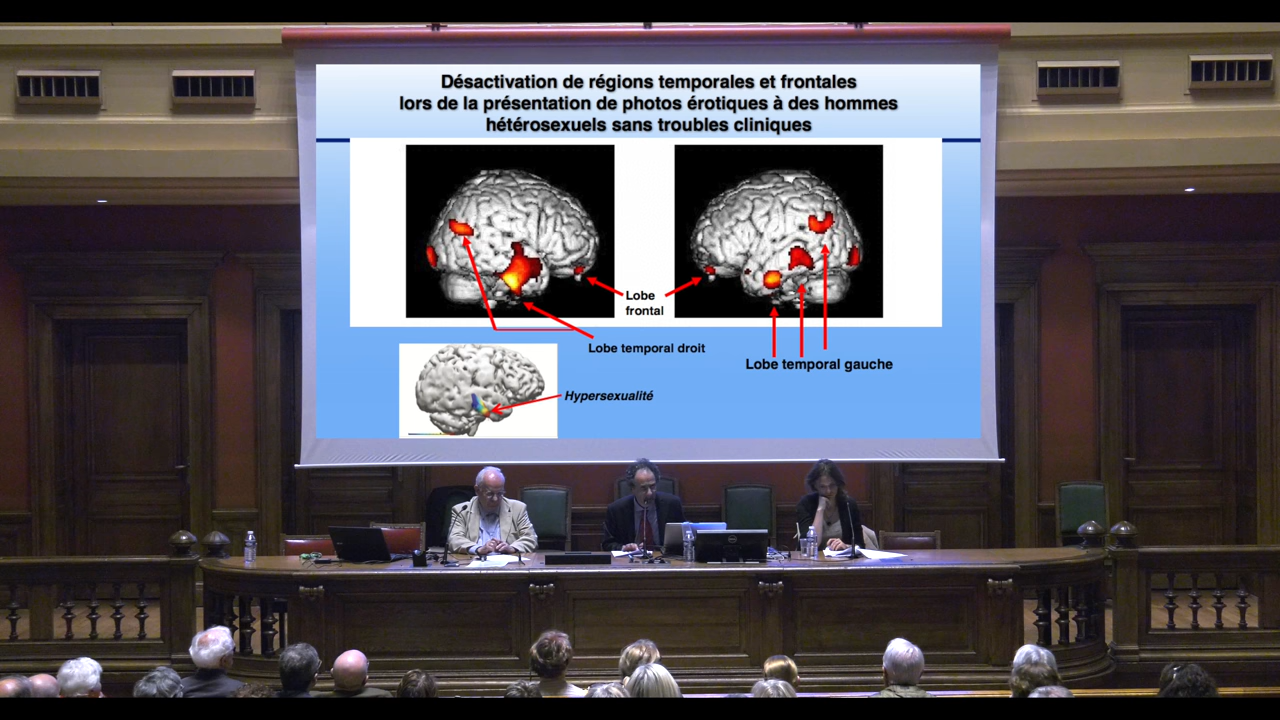 Désactivation de régions temporales et frontales
lors de la présentation de photos érotiques à des hommes
hétérosexuels sans troubles cliniques
Lobe
frontal
Lobe temporal droit
Lobe temporal gauche
Hypersexualité
DELL